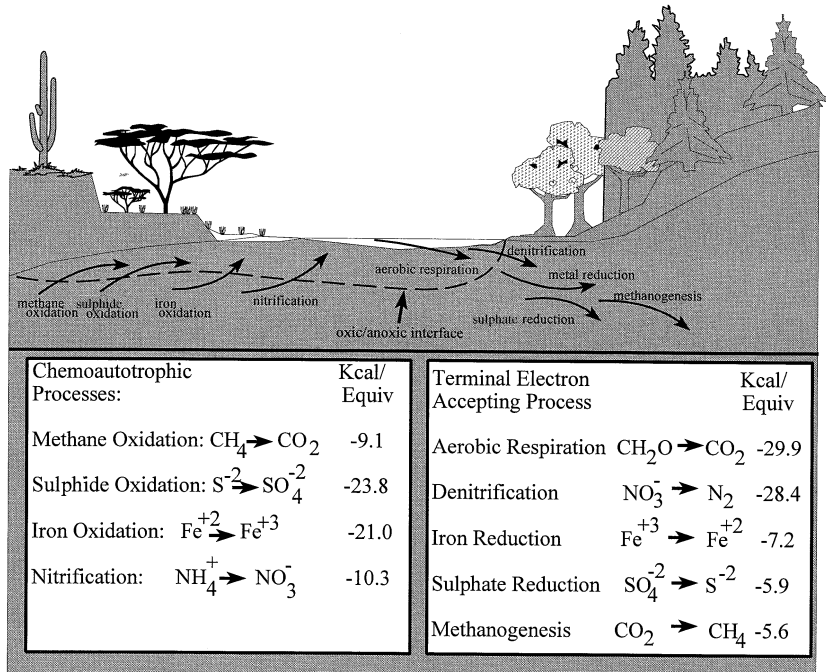 denitrification
aerobic respiration
metal reduction
methane oxidation
sulphide oxidation
iron oxidation
nitrification
methanogenesis
sulphate reduction
oxic/anoxic interface
Chemoautotrophic Processes:
Kcal/ Equiv
Methane Oxidation: CH4 → CO2 -9.1
Sulphide Oxidation: S-2 → SO4-2 -23.8
Iron Oxidation: Fe+2 → Fe+3 -21.0
Nitrification: NH4+ → NO3- -10.3
Terminal Electron Accepting Process
Kcal/ Equiv
Aerobic Respiration CH2O → CO2 -29.9
Denitrification NO3- → N2 -28.4
Iron Reduction Fe+3 → Fe+2 -7.2
Sulphate Reduction SO4-2 → S-2 -5.9
Methanogenesis CO2 → CH4 -5.6